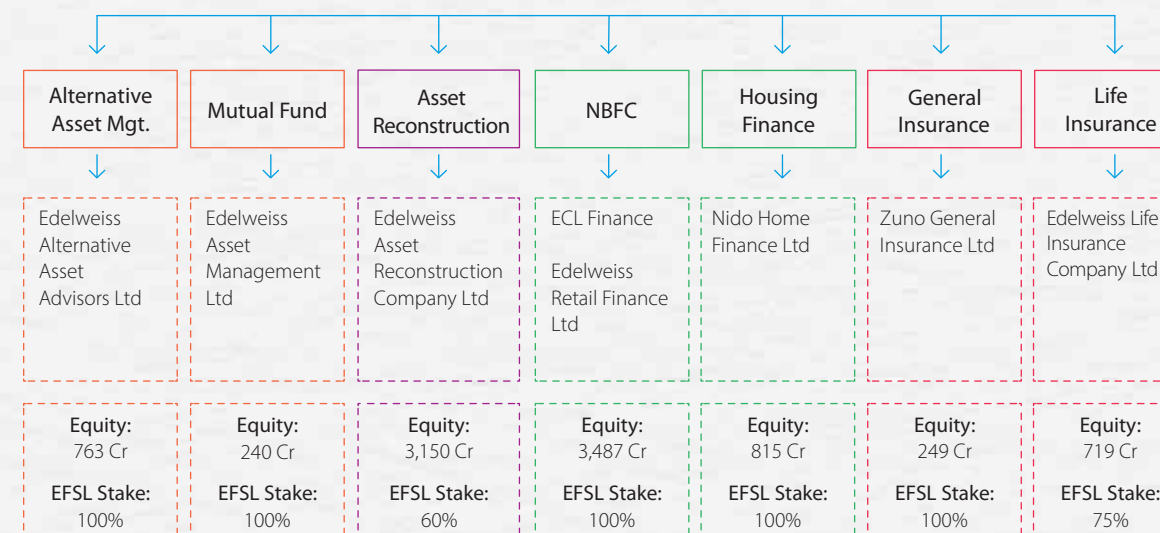 Alternative
Asset Mgt.
Mutual Fund
Asset
Reconstruction
NBFC
Housing
Finance
General
Insurance
Life
Insurance
Edelweiss
Alternative
Asset
Advisors Ltd
Edelweiss
Asset
Management
Ltd
Edelweiss
Asset
Reconstruction
Company Ltd
ECL Finance
Edelweiss
Retail Finance
Ltd
Nido Home
Finance Ltd
Zuno General
Insurance Ltd
Edelweiss Life
Insurance
Company Ltd
Equity:
763 Cr
EFSL Stake:
100%
Equity:
240 Cr
EFSL Stake:
100%
Equity:
3,150 Cr
EFSL Stake:
60%
Equity:
3,487 Cr
EFSL Stake:
100%
Equity:
815 Cr
EFSL Stake:
100%
Equity:
249 Cr
EFSL Stake:
100%
Equity:
719 Cr
EFSL Stake:
75%